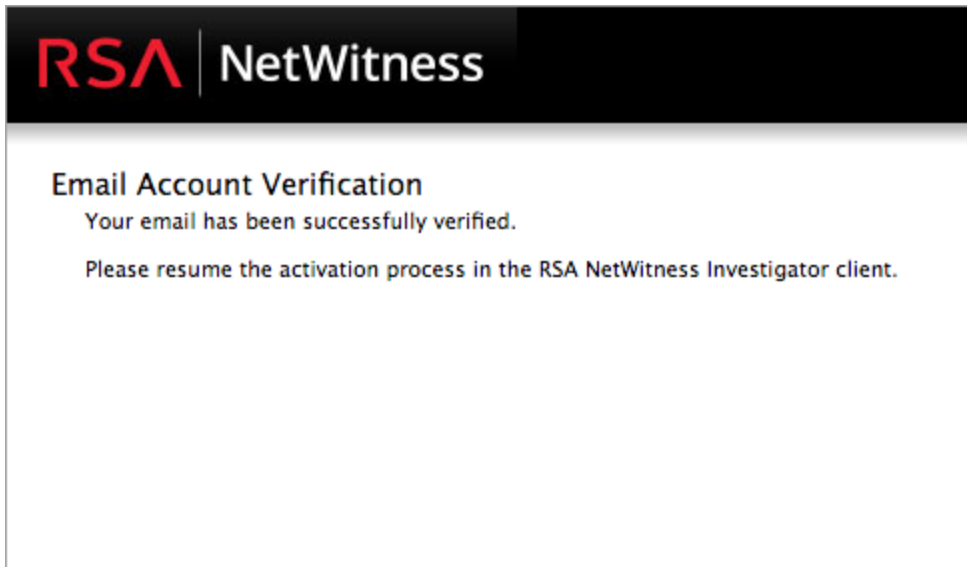 RSA NetWitness
Email Account Verification
Your email has been successfully verified.
Please resume the activation process in the RSA NetWitness Investigator client.